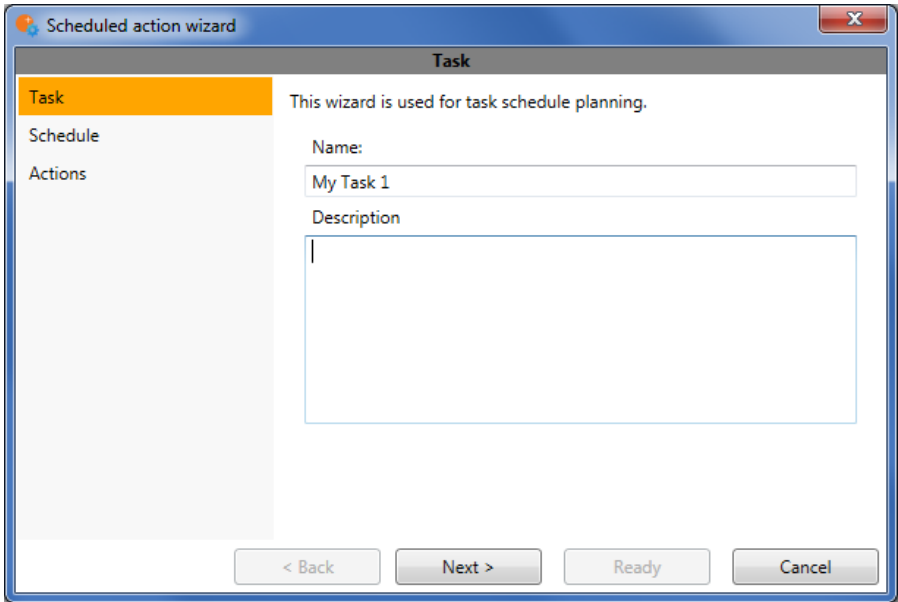 Scheduled action wizard
Task
Task
Schedule
Actions
This wizard is used for task schedule planning.
Name:
My Task 1
Description
< Back
Next >
Ready
Cancel